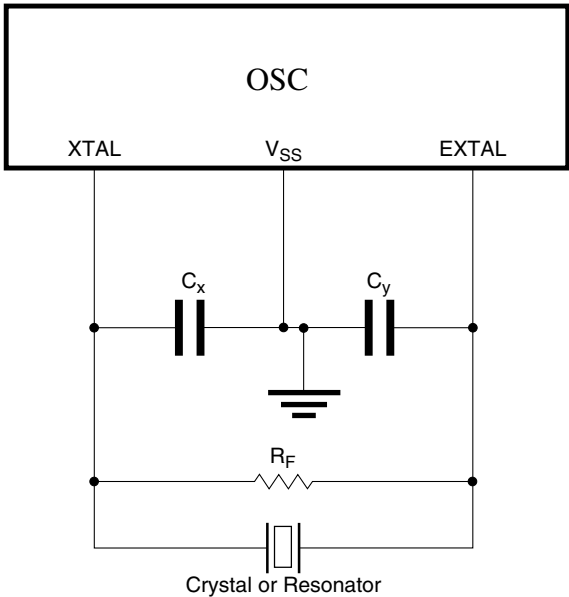 OSC
XTAL VSS EXTAL
Cx Cy
RF
Crystal or Resonator